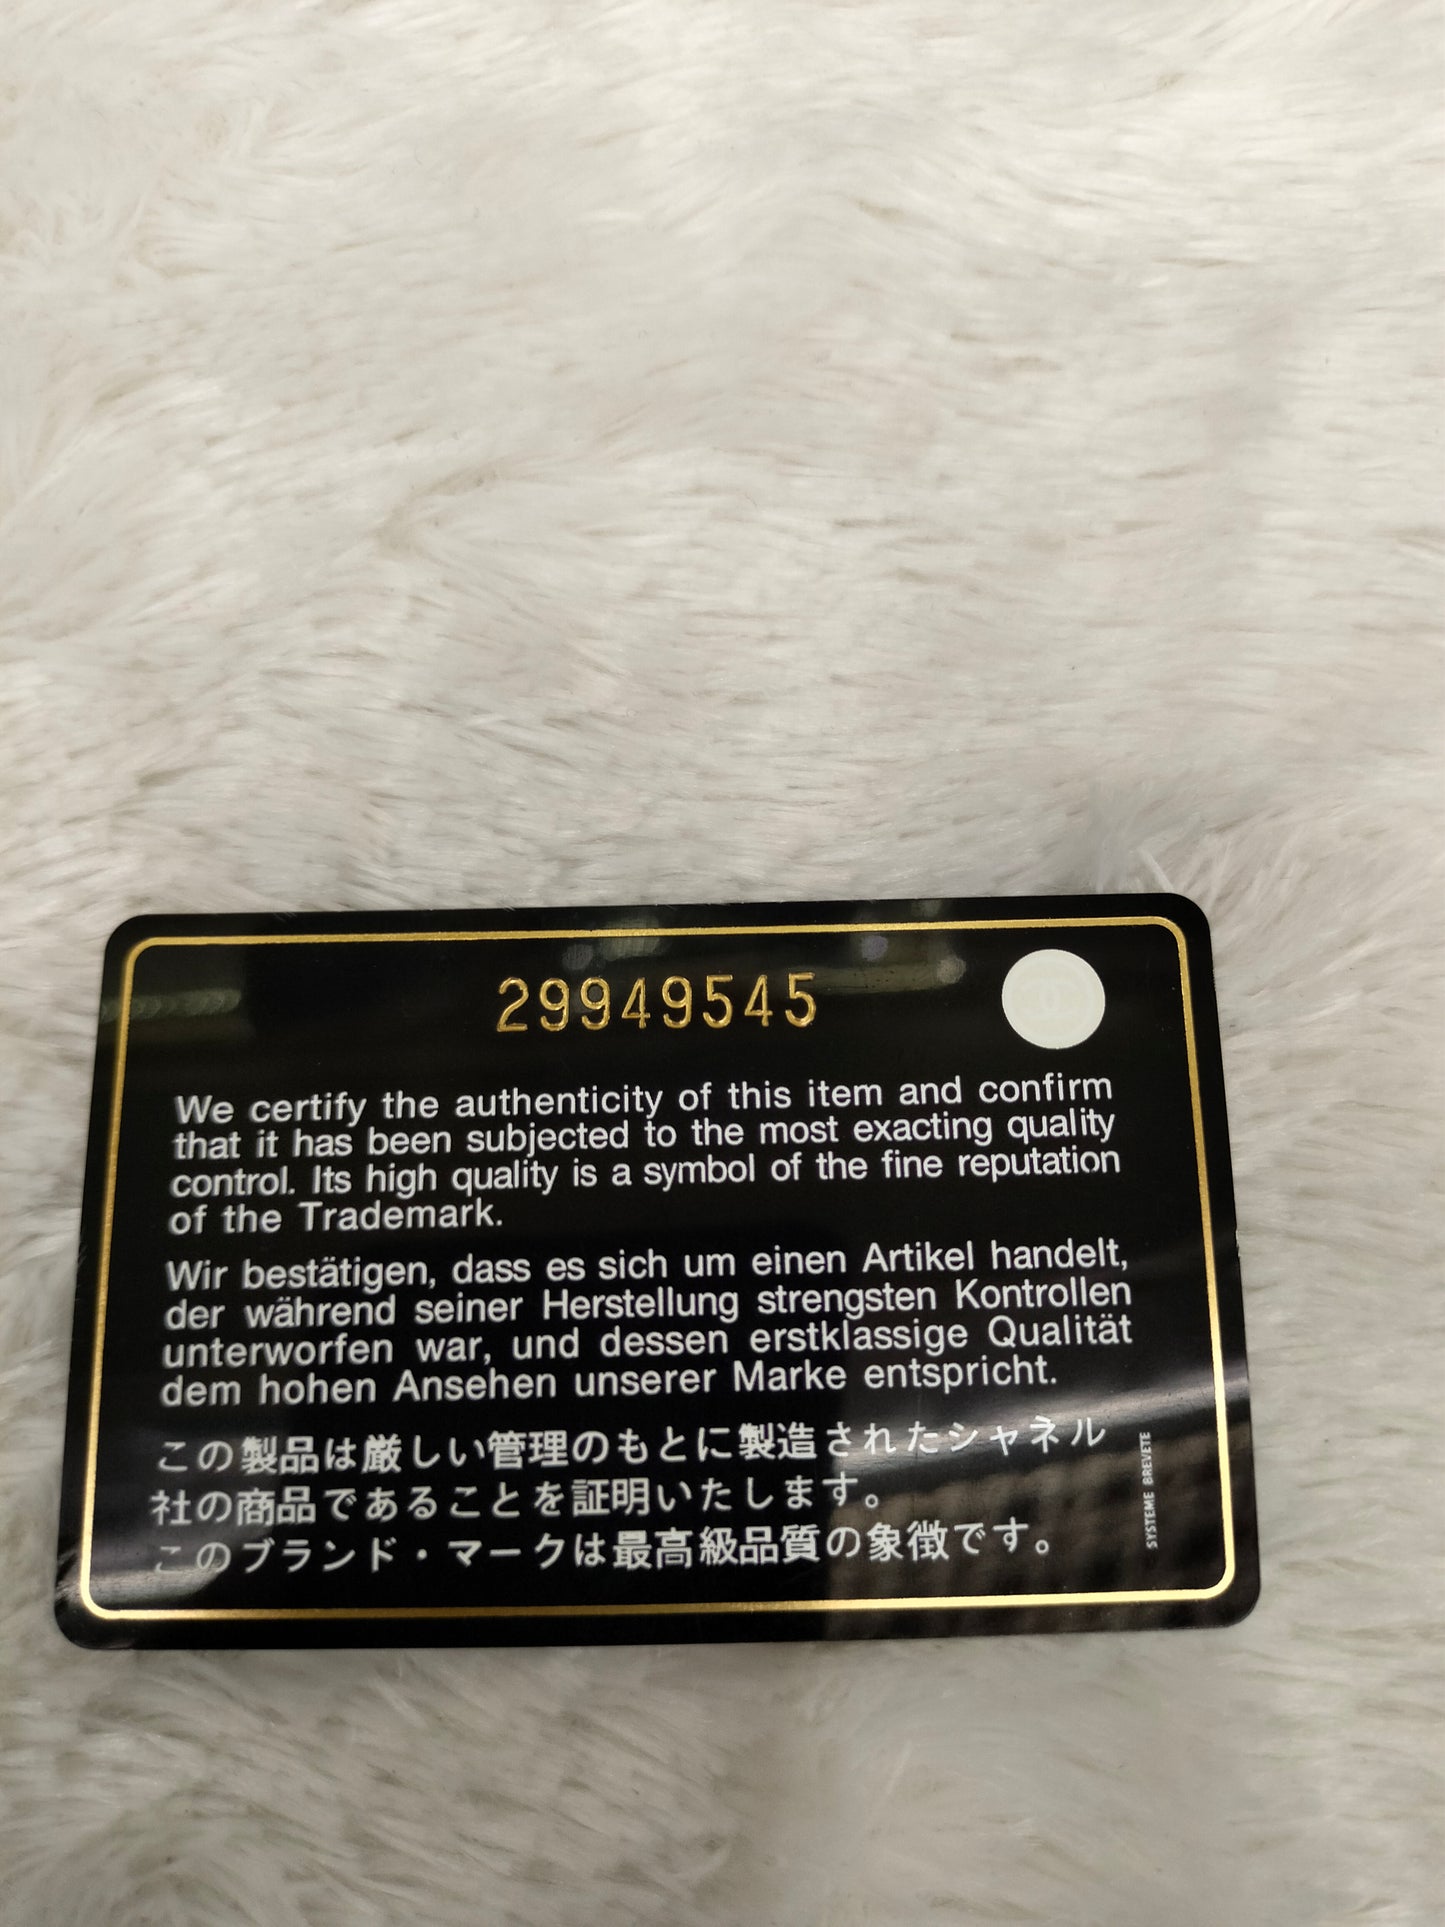 29949545
We certify the authenticity of this item and confirm
that it has been subjected to the most exacting quality
control. Its high quality is a symbol of the fine reputation
of the Trademark.
Wir bestätigen, dass es sich um einen Artikel handelt,
der während seiner Herstellung strengsten Kontrollen
unterworfen war, und dessen erstklassige Qualität
dem hohen Ansehen unserer Marke entspricht.
この製品は厳しい管理のもとに製造されたシャネル
社の商品であることを証明いたします。
このブランド・マークは最高級品質の象徴です。
SYSTEME BREVETE